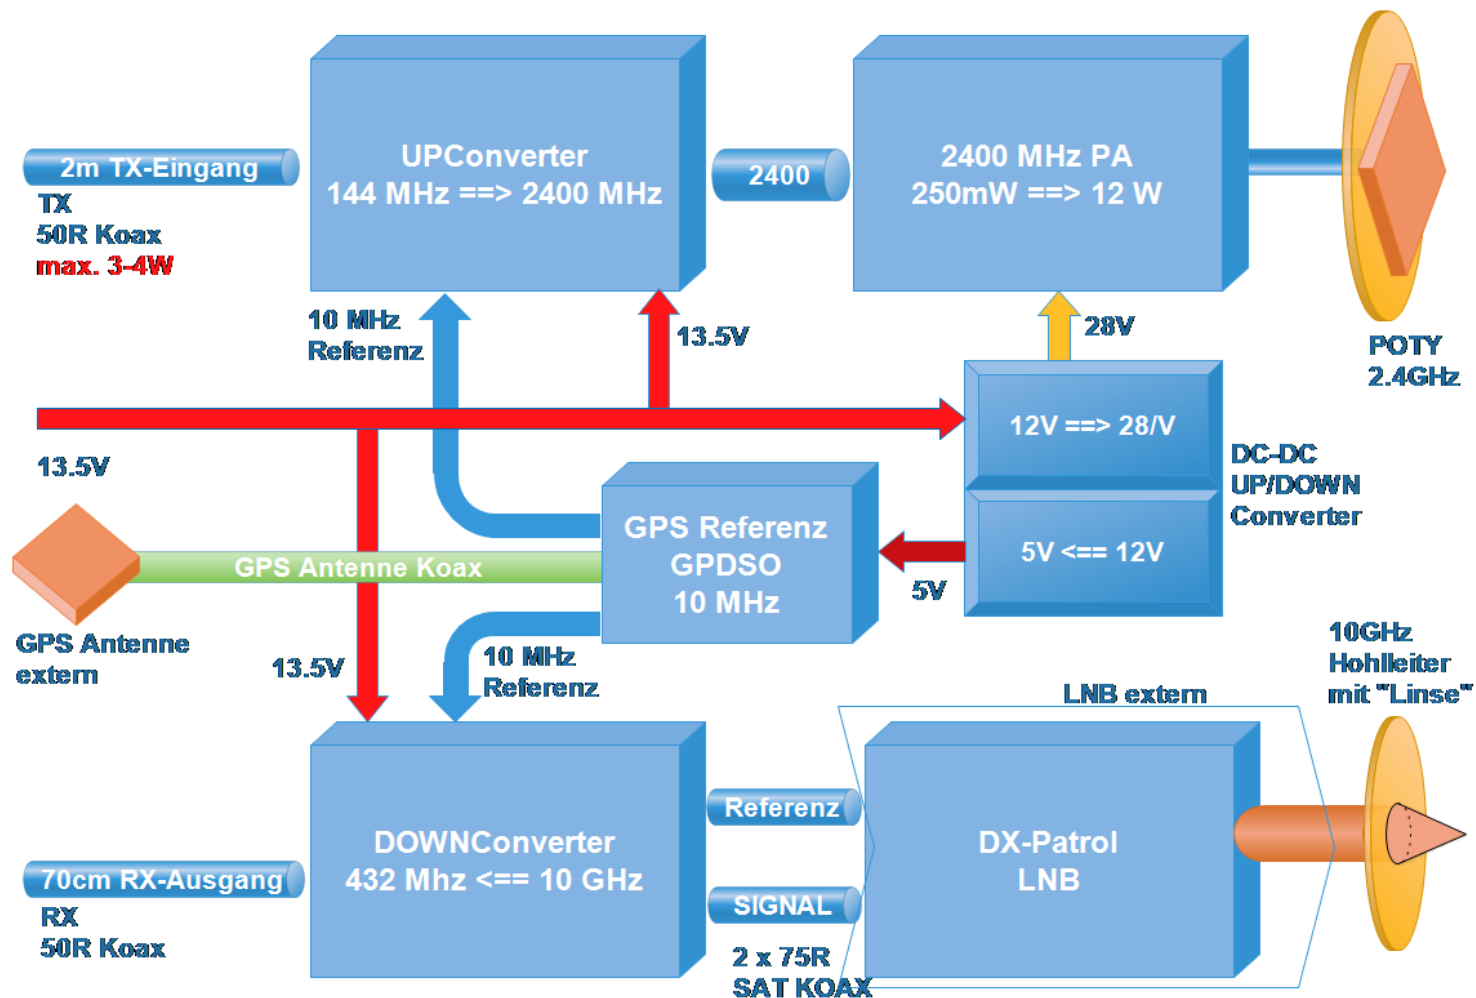 2m TX-Eingang
TX
50R Koax
max. 3-4W
UPConverter
144 MHz ==> 2400 MHz
2400
2400 MHz PA
250mW ==> 12 W
POTY
2.4GHz
10 MHz
Referenz
13.5V
28V
13.5V
12V ==> 28/V
5V <== 12V
DC-DC
UP/DOWN
Converter
GPS Referenz
GPDSO
10 MHz
5V
GPS Antenne Koax
GPS Antenne
extern
13.5V
10 MHz
Referenz
LNB extern
10GHz
Hohlleiter
mit "Linse"
DOWNConverter
432 Mhz <== 10 GHz
Referenz
SIGNAL
2 x 75R
SAT KOAX
DX-Patrol
LNB
70cm RX-Ausgang
RX
50R Koax